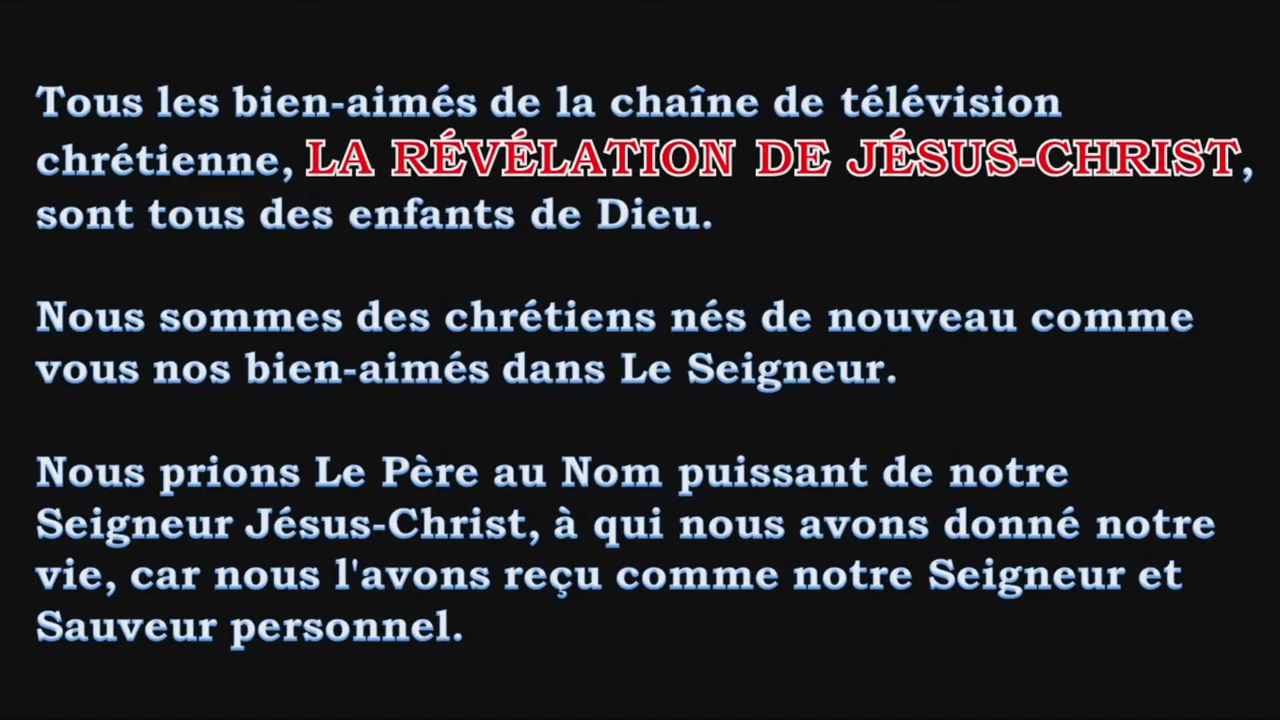 Tous les bien-aimés de la chaîne de télévision
chrétienne, LA RÉVÉLATION DE JÉSUS-CHRIST,
sont tous des enfants de Dieu.
Nous sommes des chrétiens nés de nouveau comme
vous nos bien-aimés dans Le Seigneur.
Nous prions Le Père au Nom puissant de notre
Seigneur Jésus-Christ, à qui nous avons donné notre
vie, car nous l'avons reçu comme notre Seigneur et
Sauveur personnel.